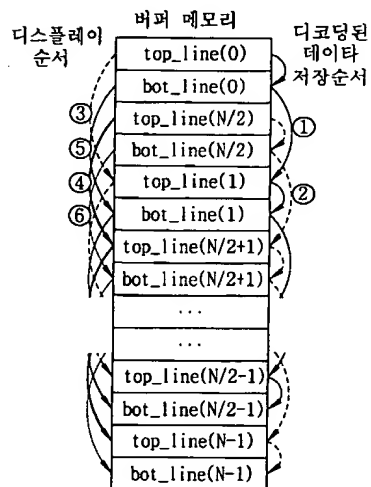 디스플레이
순서
버퍼 메모리
디코딩된
데이타
저장순서
top_line(0)
bot_line(0)
top_line(N/2)
bot_line(N/2)
top_line(1)
bot_line(1)
top_line(N/2+1)
bot_line(N/2+1)
...
...
top_line(N/2-1)
bot_line(N/2-1)
top_line(N-1)
bot_line(N-1)
③
⑤
④
⑥
①
②